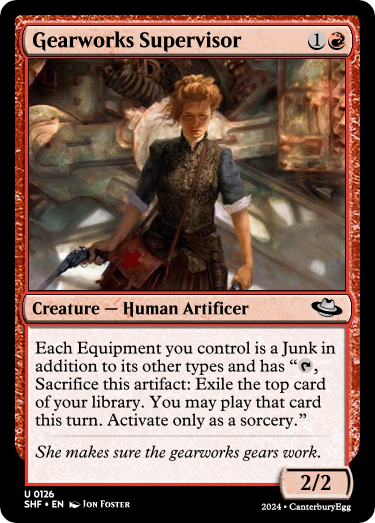 Gearworks Supervisor 1
Creature — Human Artificer
Each Equipment you control is a Junk in
addition to its other types and has “,
Sacrifice this artifact: Exile the top card
of your library. You may play that card
this turn. Activate only as a sorcery.”
She makes sure the gearworks gears work.
2/2
U 0126
SHF • EN Jon Foster
2024 • CanterburyEgg